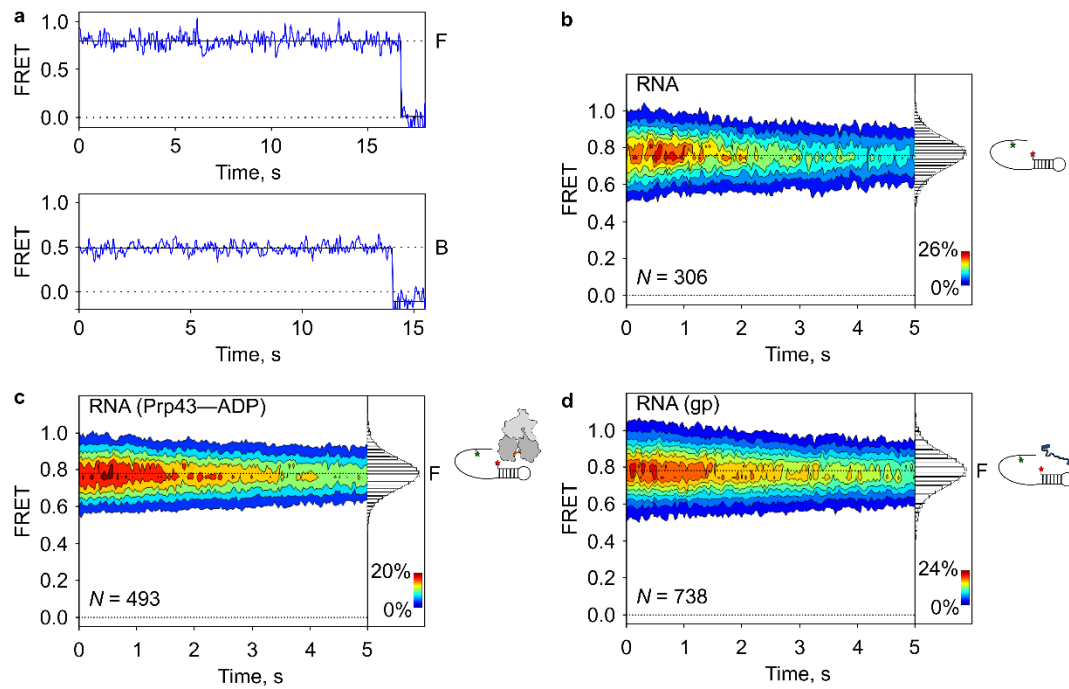 a
1.0
0.5
0.0
FRET
F
0 5 10 15
Time, s
1.0
0.5
0.0
FRET
B
0 5 10 15
Time, s
b
RNA
1.0
0.8
0.6
0.4
0.2
0.0
FRET
26%
0%
N = 306
0 1 2 3 4 5
Time, s
c
RNA (Prp43—ADP)
1.0
0.8
0.6
0.4
0.2
0.0
FRET
F
20%
0%
N = 493
0 1 2 3 4 5
Time, s
d
RNA (gp)
1.0
0.8
0.6
0.4
0.2
0.0
FRET
F
24%
0%
N = 738
0 1 2 3 4 5
Time, s